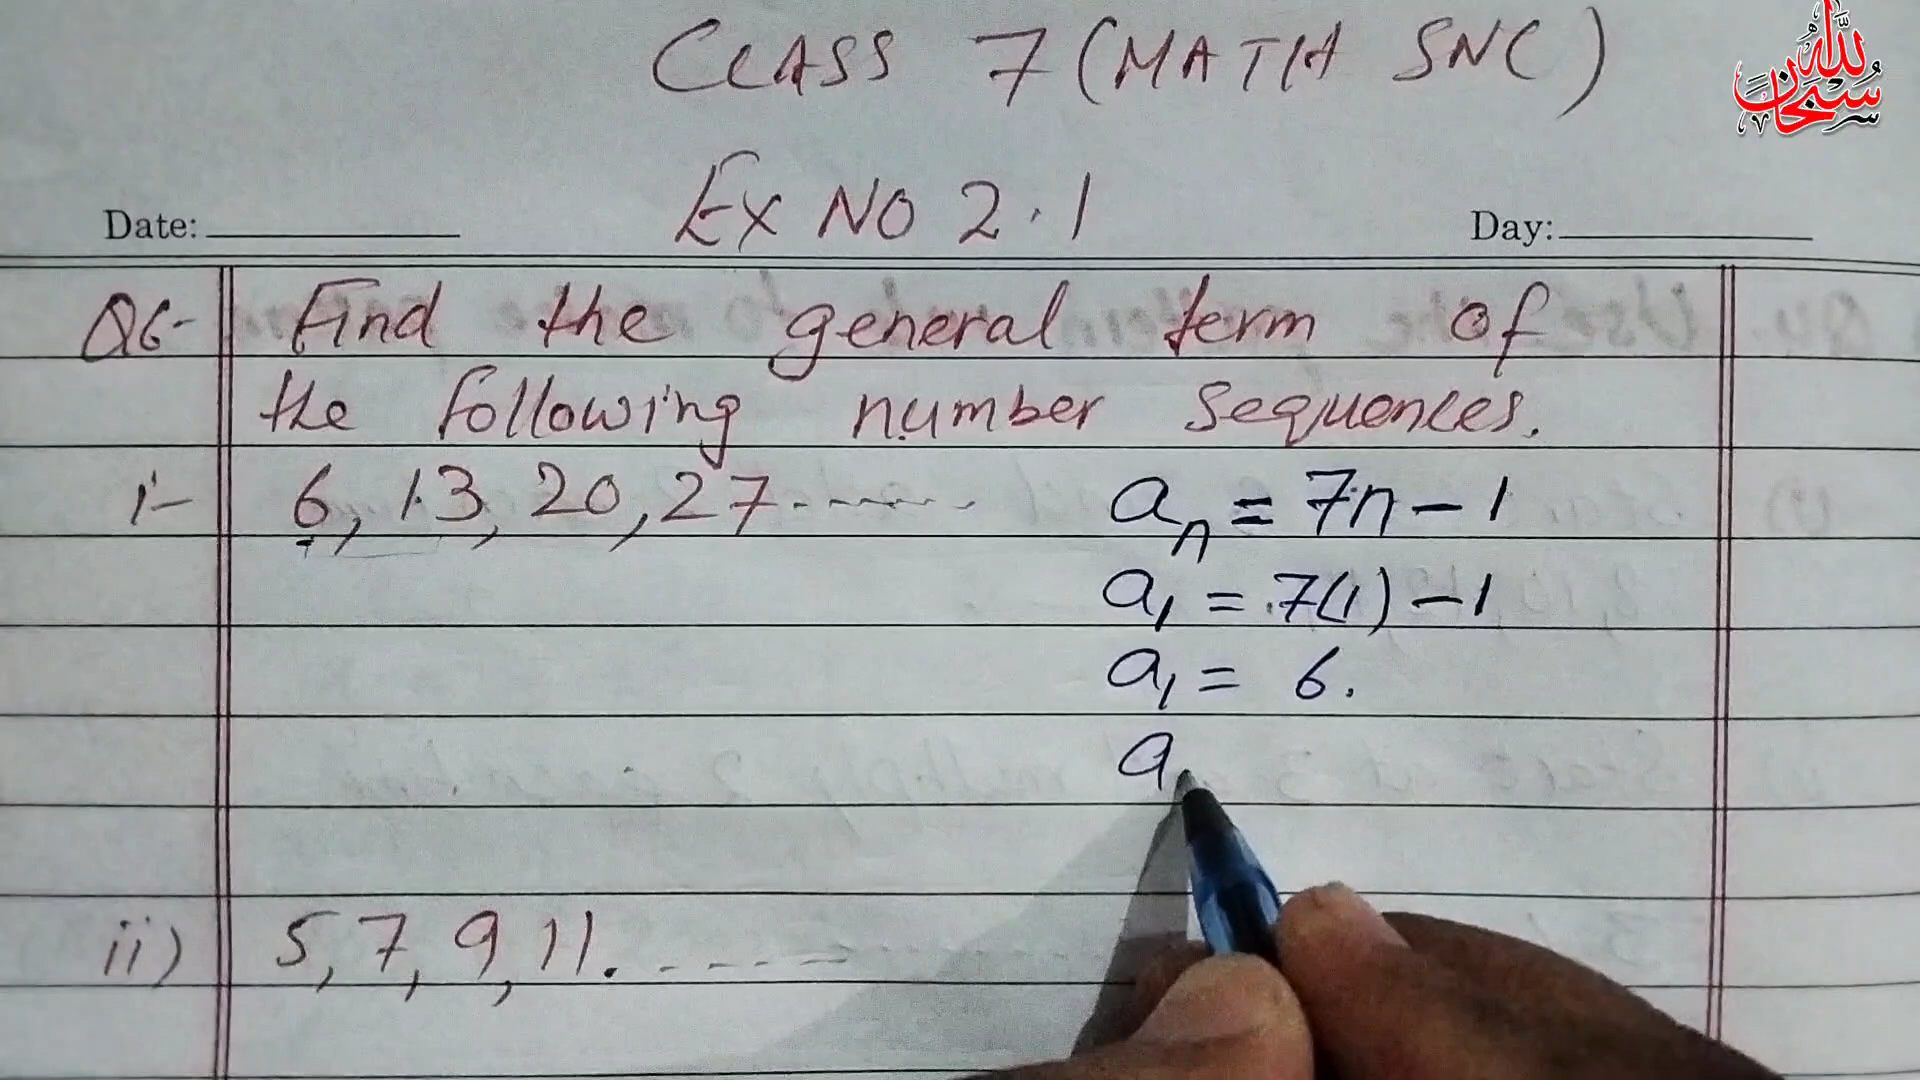 CLASS 7 (MATH SNC)
سُبْحَانَ اللّٰه
EX NO 2.1
Date:
Day:
Q6- Find the general term of
the following number sequences.
i- 6, 13, 20, 27------- aₙ = 7n - 1
a₁ = 7(1) - 1
a₁ = 6.
a
ii) 5, 7, 9, 11. -------